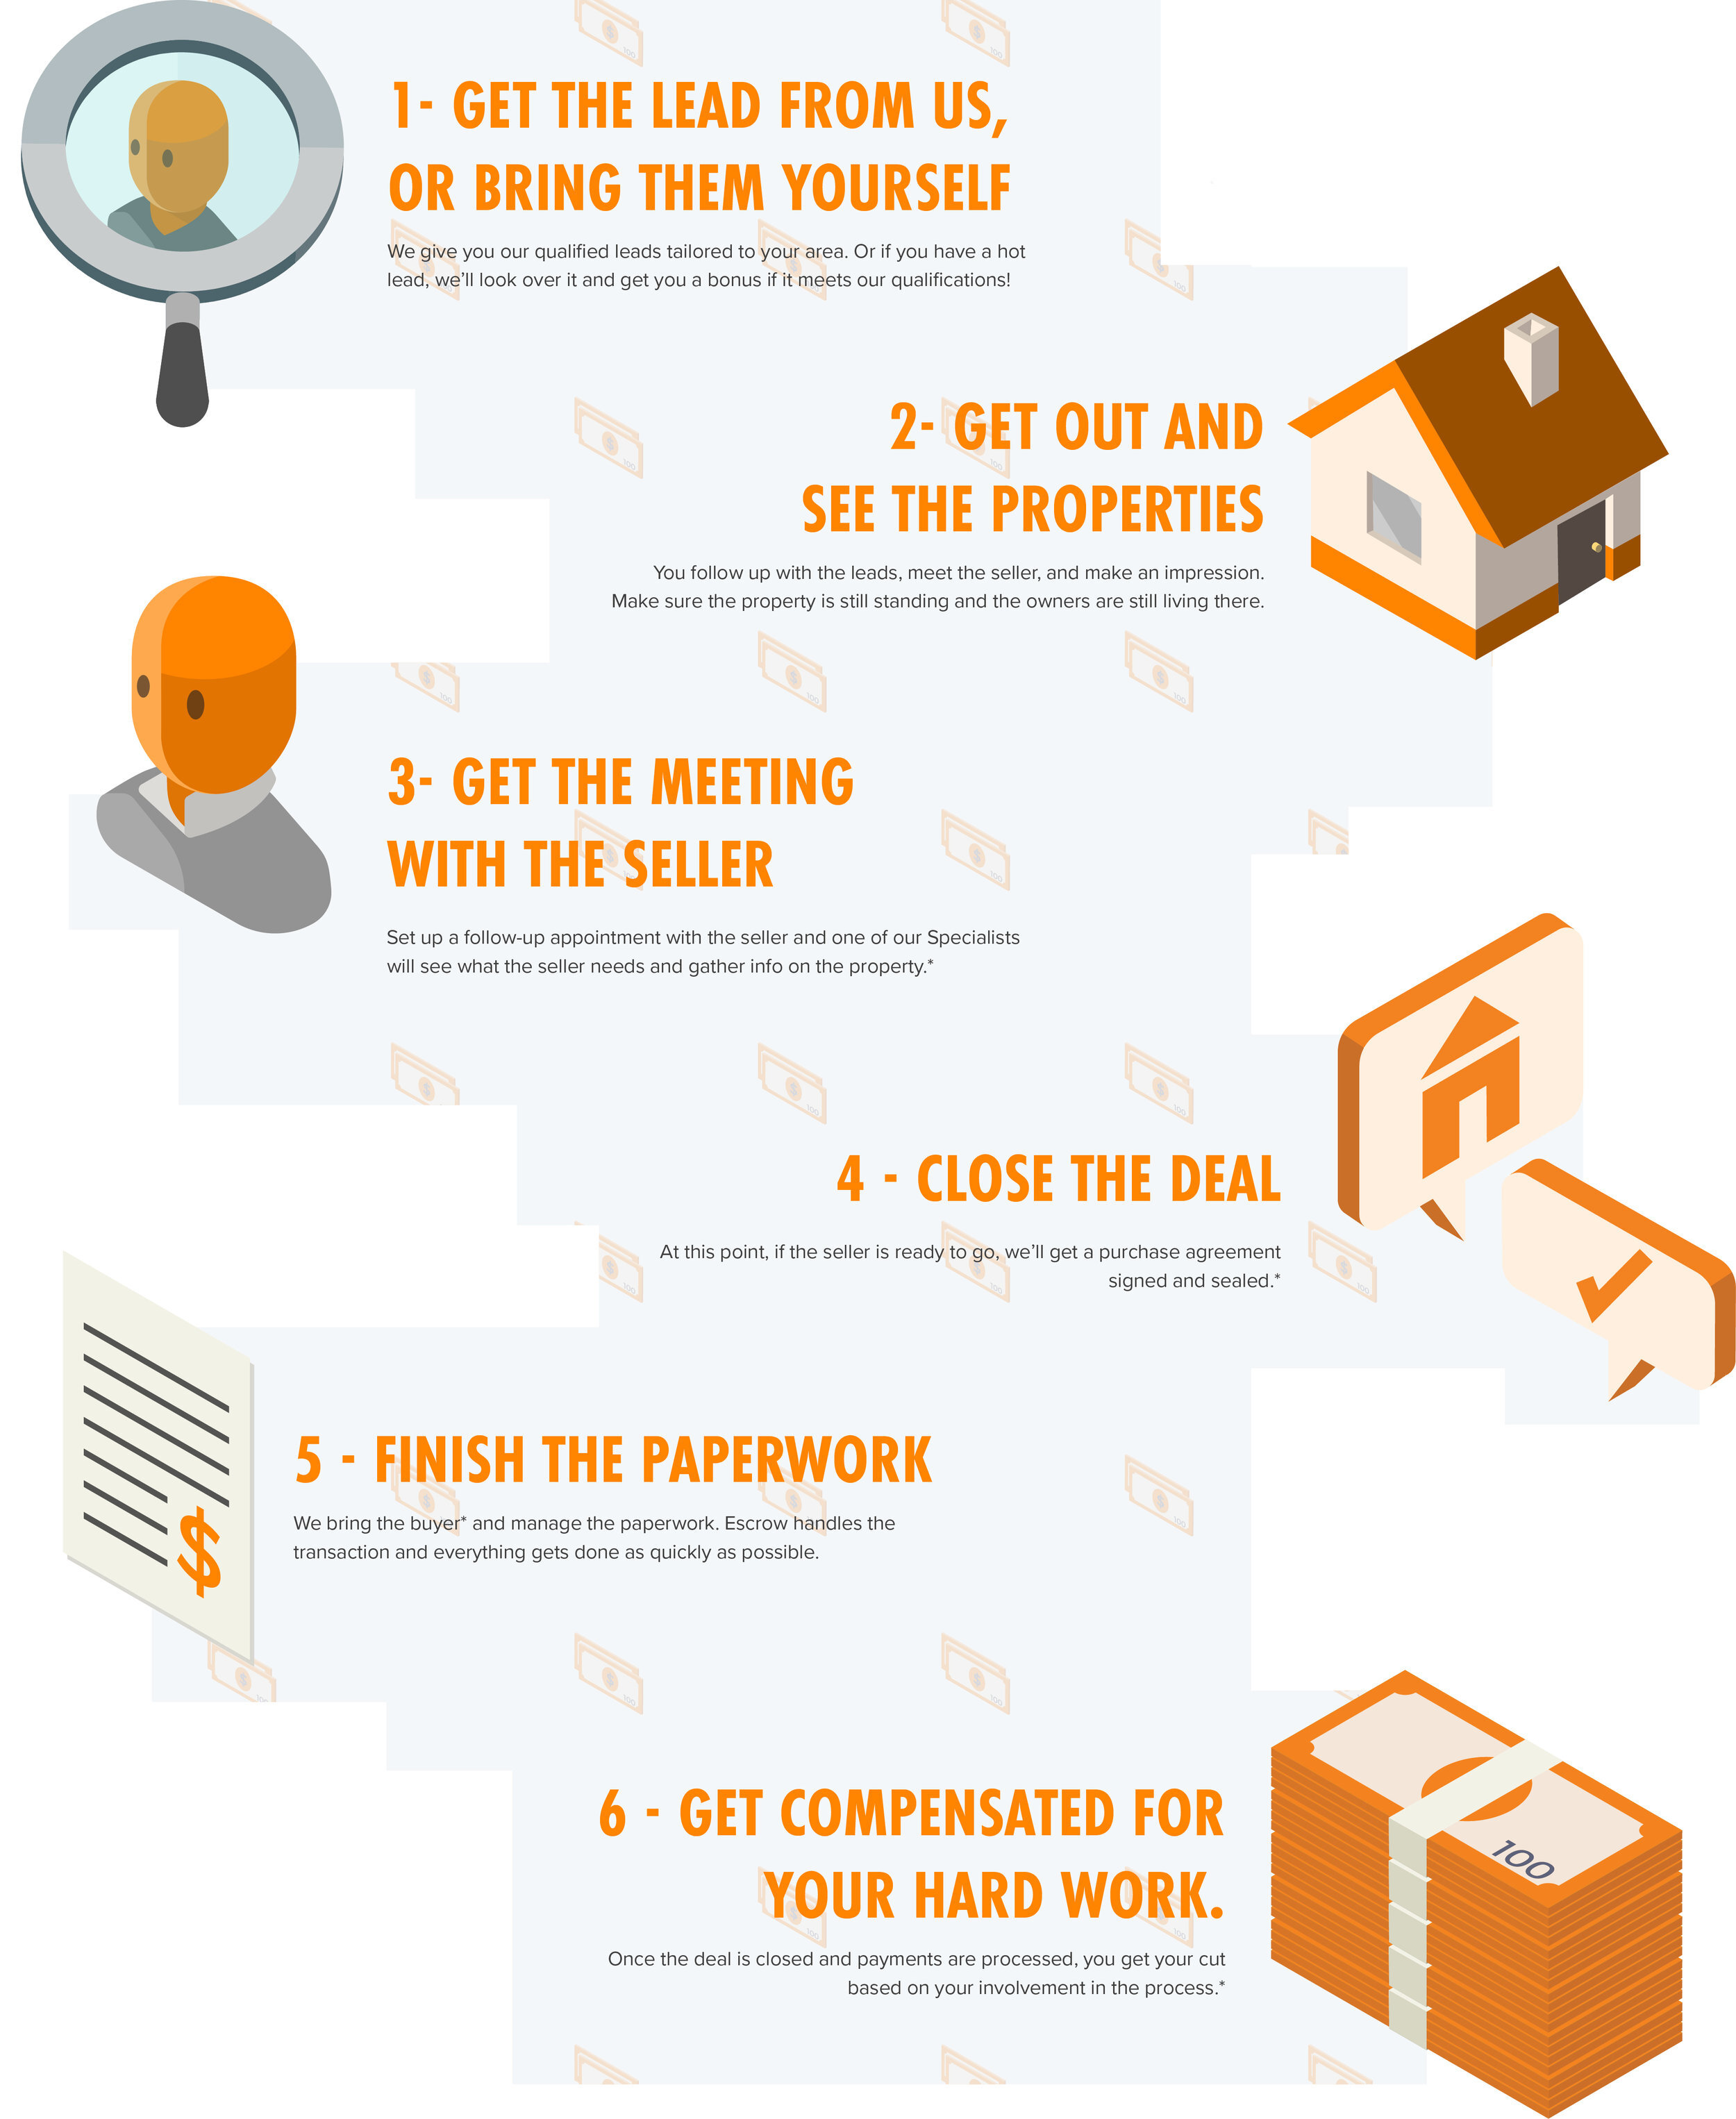 1- GET THE LEAD FROM US,
OR BRING THEM YOURSELF
We give you our qualified leads tailored to your area. Or if you have a hot
lead, we’ll look over it and get you a bonus if it meets our qualifications!
2- GET OUT AND
SEE THE PROPERTIES
You follow up with the leads, meet the seller, and make an impression.
Make sure the property is still standing and the owners are still living there.
3- GET THE MEETING
WITH THE SELLER
Set up a follow-up appointment with the seller and one of our Specialists
will see what the seller needs and gather info on the property.*
4 - CLOSE THE DEAL
At this point, if the seller is ready to go, we’ll get a purchase agreement
signed and sealed.*
$
5 - FINISH THE PAPERWORK
We bring the buyer* and manage the paperwork. Escrow handles the
transaction and everything gets done as quickly as possible.
6 - GET COMPENSATED FOR
YOUR HARD WORK.
Once the deal is closed and payments are processed, you get your cut
based on your involvement in the process.*
100